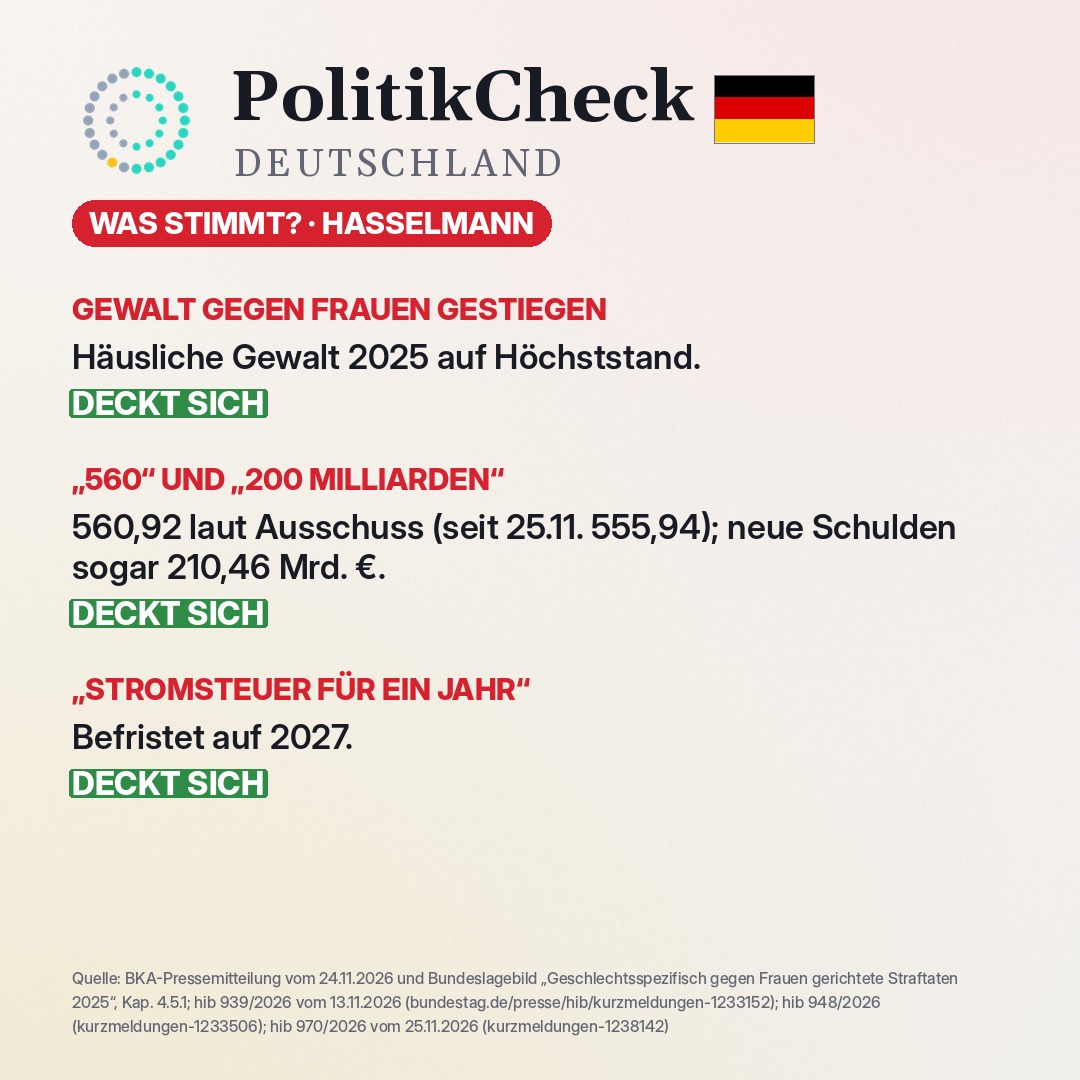 PolitikCheck
DEUTSCHLAND
WAS STIMMT? · HASSELMANN
GEWALT GEGEN FRAUEN GESTIEGEN
Häusliche Gewalt 2025 auf Höchststand.
DECKT SICH
„560“ UND „200 MILLIARDEN“
560,92 laut Ausschuss (seit 25.11. 555,94); neue Schulden
sogar 210,46 Mrd. €.
DECKT SICH
„STROMSTEUER FÜR EIN JAHR“
Befristet auf 2027.
DECKT SICH
Quelle: BKA-Pressemitteilung vom 24.11.2026 und Bundeslagebild „Geschlechtsspezifisch gegen Frauen gerichtete Straftaten
2025“, Kap. 4.5.1; hib 939/2026 vom 13.11.2026 (bundestag.de/presse/hib/kurzmeldungen-1233152); hib 948/2026
(kurzmeldungen-1233506); hib 970/2026 vom 25.11.2026 (kurzmeldungen-1238142)